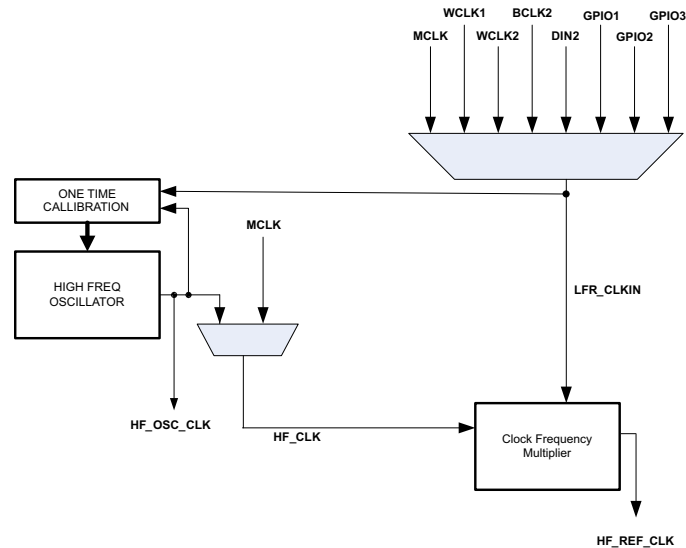 WCLK1
BCLK2
GPIO1
GPIO3
MCLK
WCLK2
DIN2
GPIO2
ONE TIME
CALLIBRATION
MCLK
HIGH FREQ
OSCILLATOR
LFR_CLKIN
HF_OSC_CLK
HF_CLK
Clock Frequency
Multiplier
HF_REF_CLK